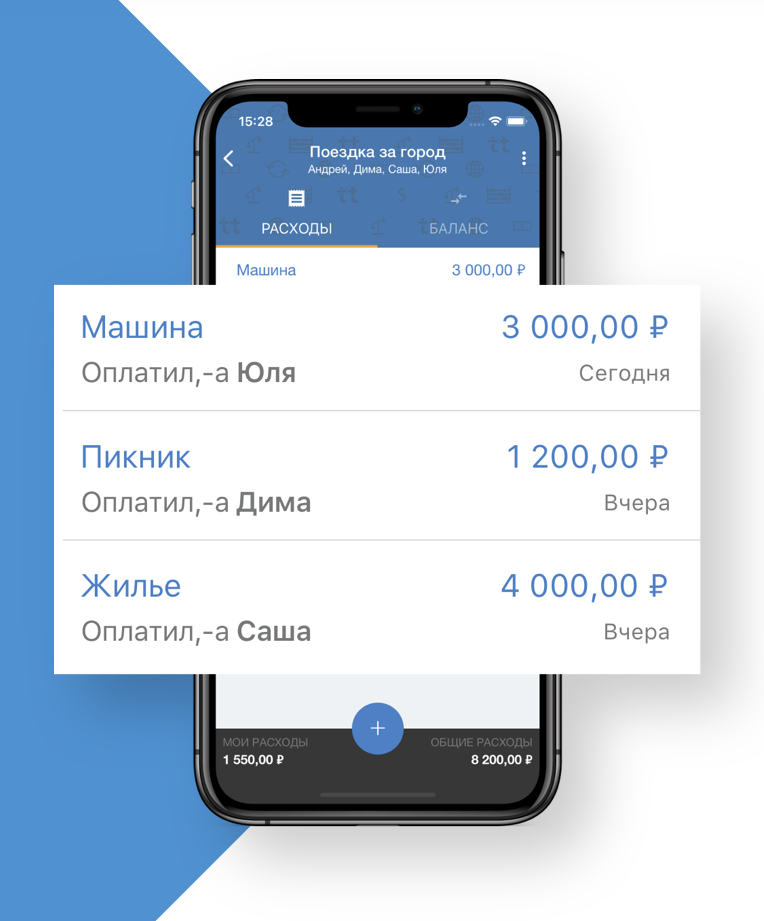 15:28
Поездка за город
Андрей, Дима, Саша, Юля
РАСХОДЫ
БАЛАНС
Машина
3 000,00 ₽
Машина
3 000,00 ₽
Оплатил,-а Юля
Сегодня
Пикник
1 200,00 ₽
Оплатил,-а Дима
Вчера
Жилье
4 000,00 ₽
Оплатил,-а Саша
Вчера
+
МОИ РАСХОДЫ
ОБЩИЕ РАСХОДЫ
1 550,00 ₽
8 200,00 ₽